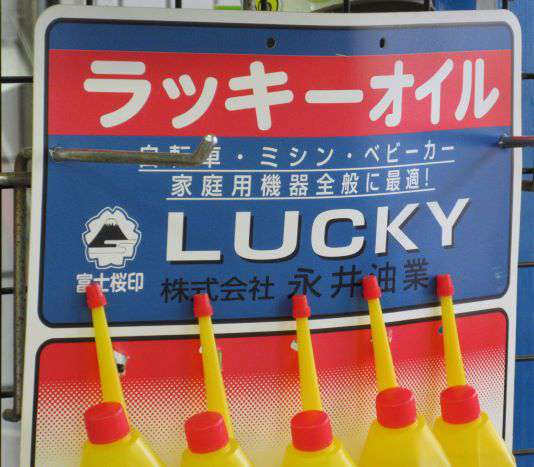 ラッキーオイル
自転車・ミシン・ベビーカー
家庭用機器全般に最適!
LUCKY
富士桜印
株式会社 永井油業